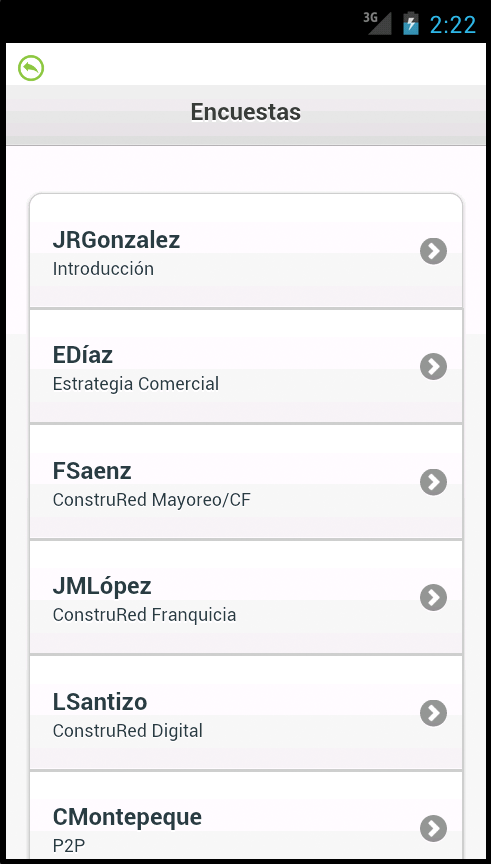 3G 2:22
Encuestas
JRGonzalez
Introducción
EDíaz
Estrategia Comercial
FSaenz
ConstruRed Mayoreo/CF
JMLópez
ConstruRed Franquicia
LSantizo
ConstruRed Digital
CMontepeque
P2P